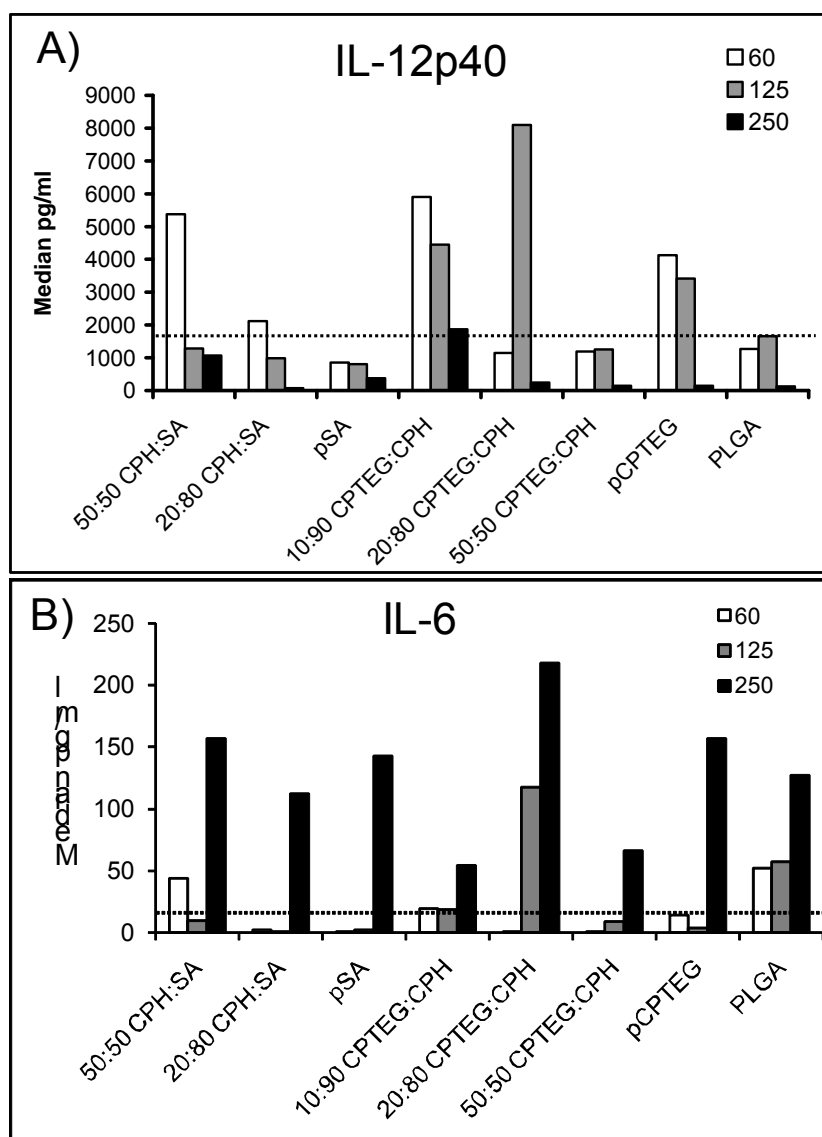 A)
IL-12p40
60
125
250
Median pg/ml
9000
8000
7000
6000
5000
4000
3000
2000
1000
0
50:50 CPH:SA
20:80 CPH:SA
pSA
10:90 CPTEG:CPH
20:80 CPTEG:CPH
50:50 CPTEG:CPH
pCPTEG
PLGA
B)
IL-6
60
125
250
Median pg/ml
250
200
150
100
50
0
50:50 CPH:SA
20:80 CPH:SA
pSA
10:90 CPTEG:CPH
20:80 CPTEG:CPH
50:50 CPTEG:CPH
pCPTEG
PLGA